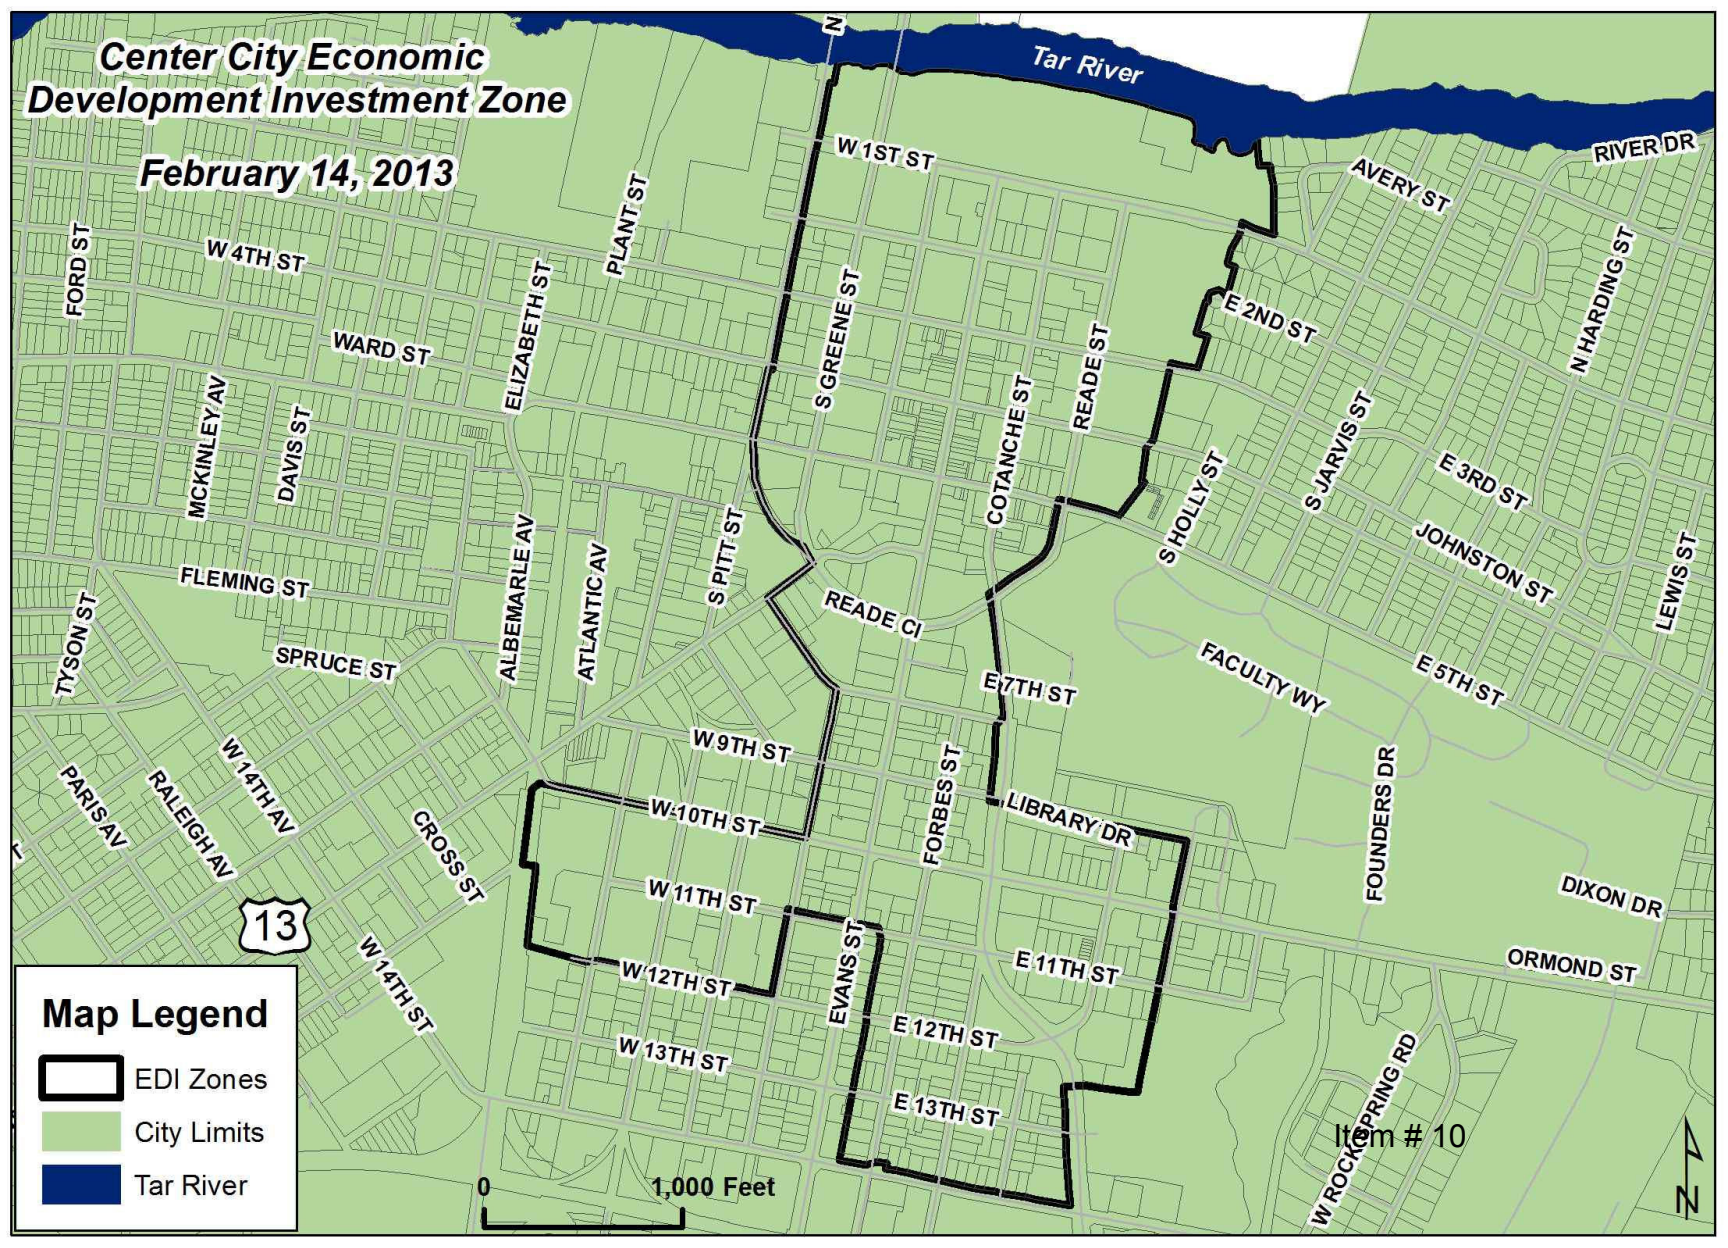 Center City Economic
Development Investment Zone
February 14, 2013
N
Tar River
RIVER DR
AVERY ST
W 1ST ST
PLANT ST
FORD ST
W 4TH ST
N HARDING ST
ELIZABETH ST
S GREENE ST
E 2ND ST
WARD ST
READE ST
MCKINLEY AV
DAVIS ST
COTANCHE ST
S JARVIS ST
E 3RD ST
S HOLLY ST
S PITT ST
JOHNSTON ST
LEWIS ST
ALBEMARLE AV
ATLANTIC AV
FLEMING ST
TYSON ST
READE CI
SPRUCE ST
FACULTY WY
E 5TH ST
E 7TH ST
W 9TH ST
W 14TH AV
PARIS AV
RALEIGH AV
CROSS ST
W 10TH ST
FORBES ST
LIBRARY DR
FOUNDERS DR
DIXON DR
W 11TH ST
13
EVANS ST
W 14TH ST
W 12TH ST
E 11TH ST
ORMOND ST
E 12TH ST
W 13TH ST
E 13TH ST
W ROCK SPRING RD
Item # 10
Map Legend
EDI Zones
City Limits
Tar River
0 1,000 Feet
N